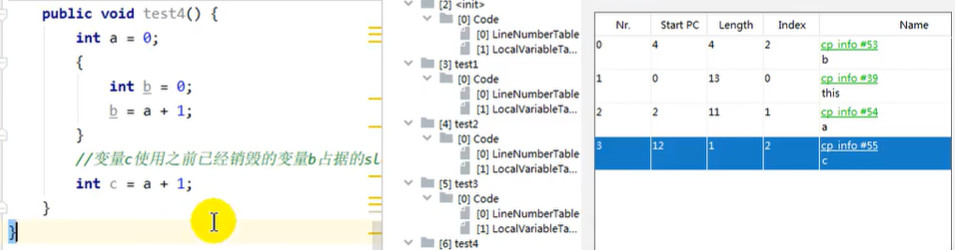 public void test4() {
int a = 0;
{
int b = 0;
b = a + 1;
}
//变量c使用之前已经销毁的变量b占据的sl
int c = a + 1;
}
}
[2] <init>
[0] Code
[0] LineNumberTable
[1] LocalVariableTa...
[3] test1
[0] Code
[0] LineNumberTable
[1] LocalVariableTa...
[4] test2
[0] Code
[0] LineNumberTable
[1] LocalVariableTa...
[5] test3
[0] Code
[0] LineNumberTable
[1] LocalVariableTa...
[6] test4
Nr. Start PC Length Index Name
0 4 4 2 cp_info #53
b
1 0 13 0 cp_info #39
this
2 2 11 1 cp_info #54
a
3 12 1 2 cp_info #55
c